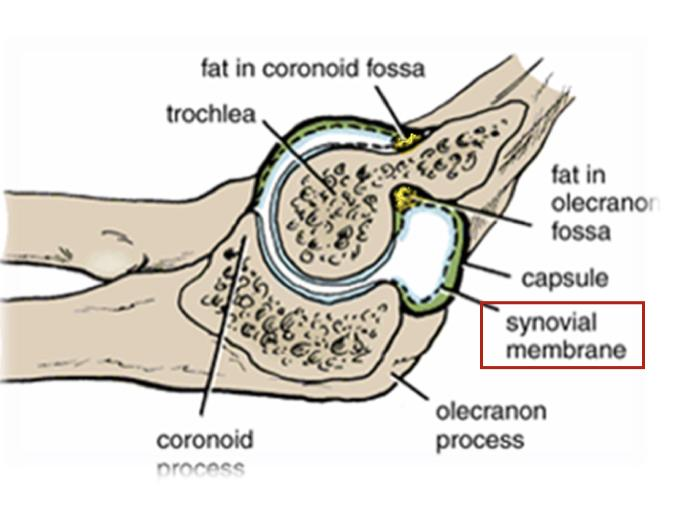 fat in coronoid fossa
trochlea
fat in
olecranon
fossa
capsule
synovial
membrane
olecranon
process
coronoid
process